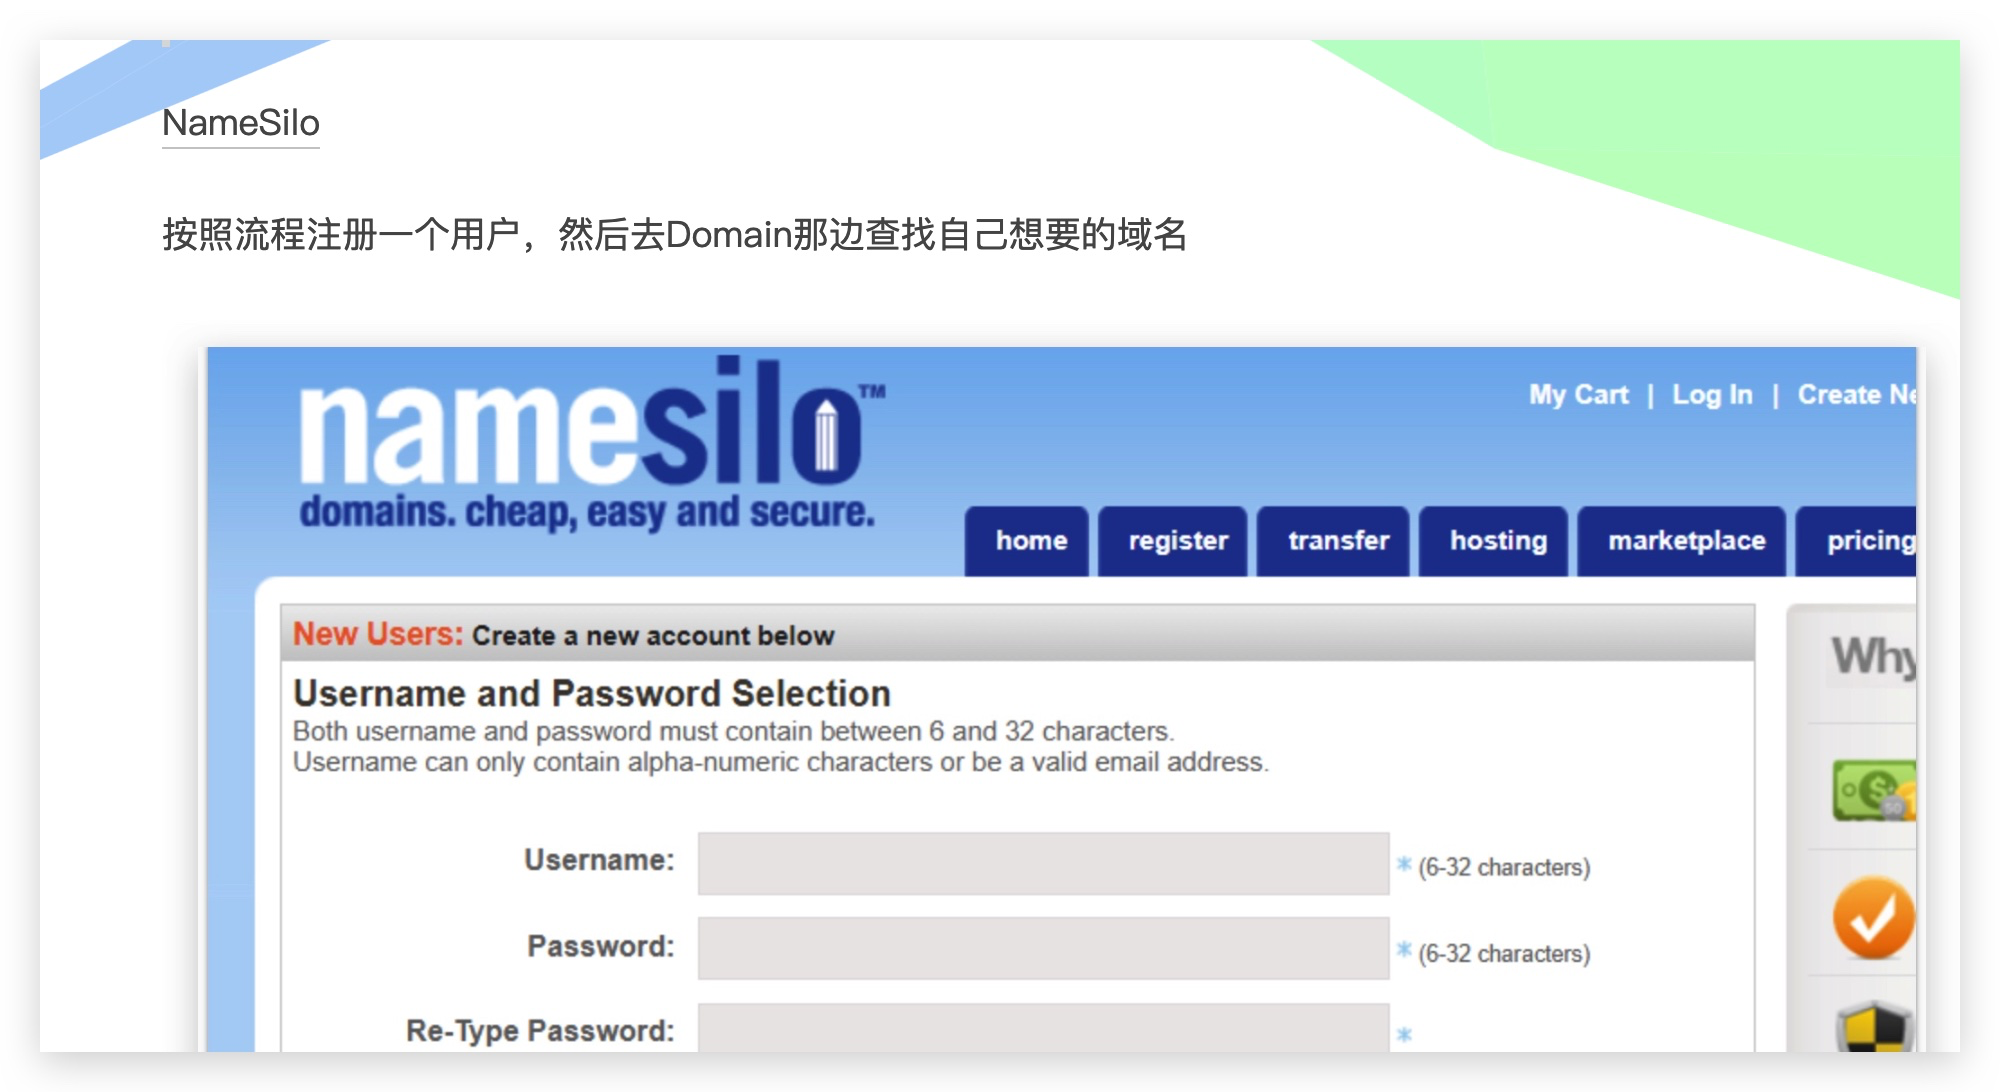 NameSilo
按照流程注册一个用户，然后去Domain那边查找自己想要的域名
namesilo™
domains. cheap, easy and secure.
My Cart | Log In | Create Ne
home register transfer hosting marketplace pricing
New Users: Create a new account below
Why
Username and Password Selection
Both username and password must contain between 6 and 32 characters.
Username can only contain alpha-numeric characters or be a valid email address.
Username: * (6-32 characters)
Password: * (6-32 characters)
Re-Type Password: *